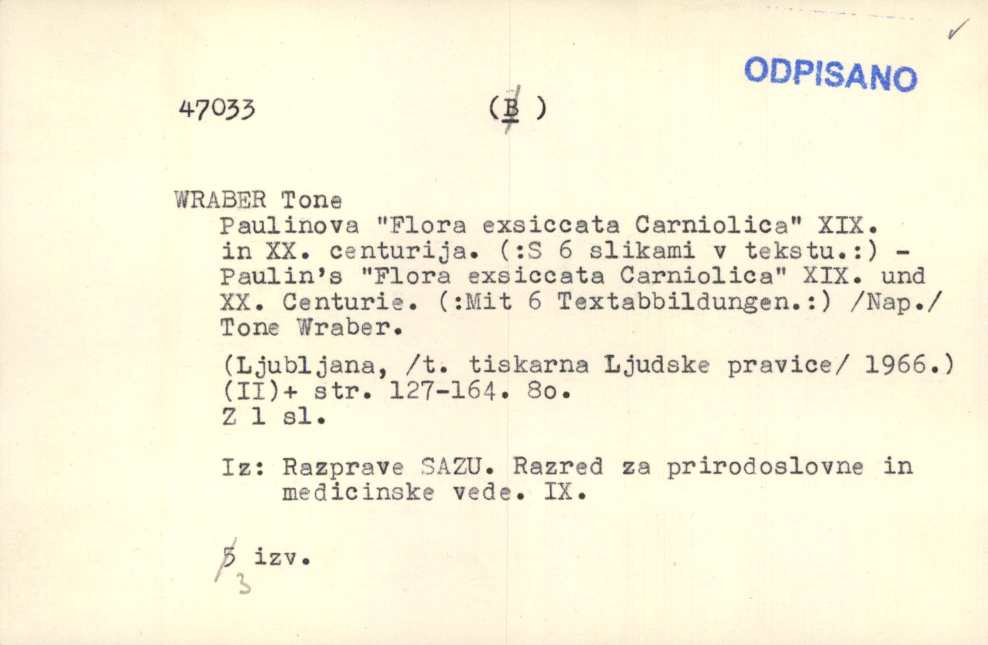 ODPISANO
47033 (B )
WRABER Tone
Paulinova "Flora exsiccata Carniolica" XIX.
in XX. centurija. (:S 6 slikami v tekstu.:) -
Paulin's "Flora exsiccata Carniolica" XIX. und
XX. Centurie. (:Mit 6 Textabbildungen.:) /Nap./
Tone Wraber.
(Ljubljana, /t. tiskarna Ljudske pravice/ 1966.)
(II)+ str. 127-164. 8o.
Z 1 sl.
Iz: Razprave SAZU. Razred za prirodoslovne in
medicinske vede. IX.
5 izv.
3